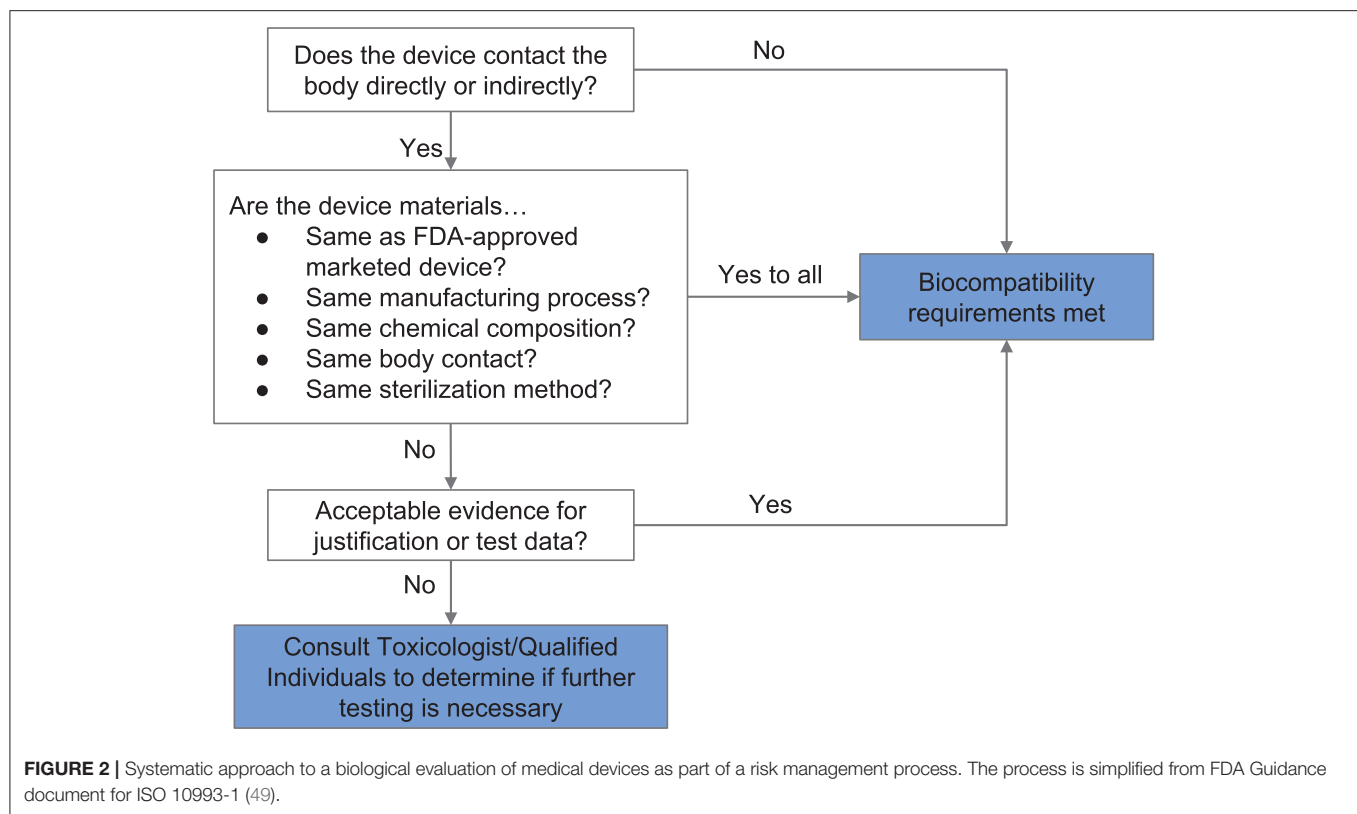 Does the device contact the
body directly or indirectly?
No
Yes
Are the device materials…
● Same as FDA-approved
marketed device?
● Same manufacturing process?
● Same chemical composition?
● Same body contact?
● Same sterilization method?
Yes to all
Biocompatibility
requirements met
No
Acceptable evidence for
justification or test data?
Yes
No
Consult Toxicologist/Qualified
Individuals to determine if further
testing is necessary
FIGURE 2 | Systematic approach to a biological evaluation of medical devices as part of a risk management process. The process is simplified from FDA Guidance
document for ISO 10993-1 (49).